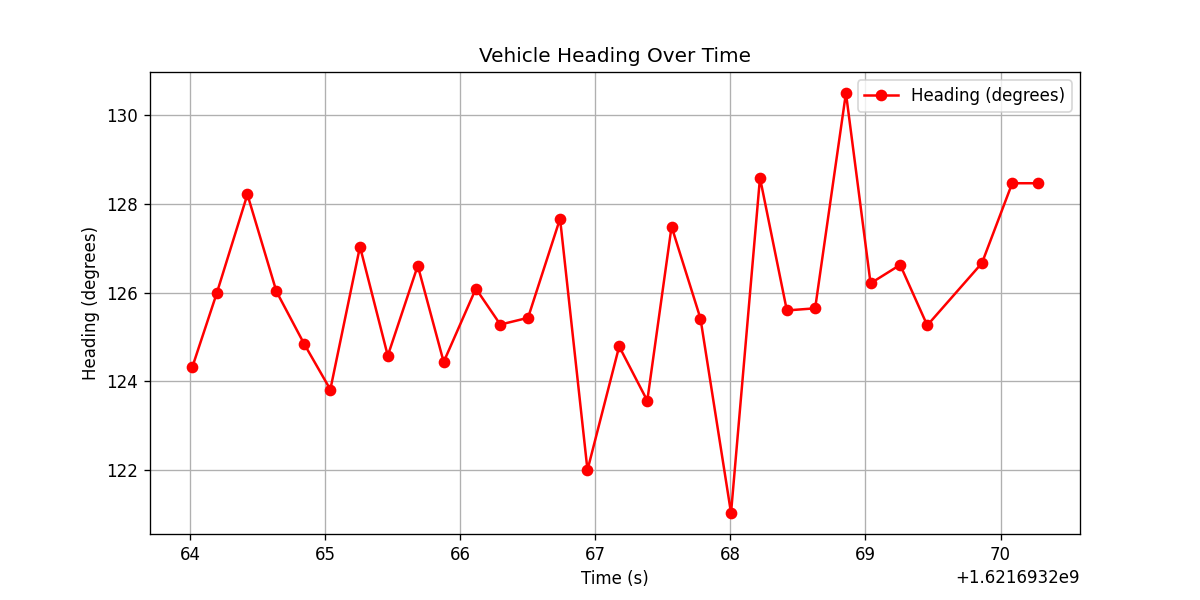 Vehicle Heading Over Time
Heading (degrees)
130
128
126
124
122
Heading (degrees)
64 65 66 67 68 69 70
Time (s)
+1.6216932e9